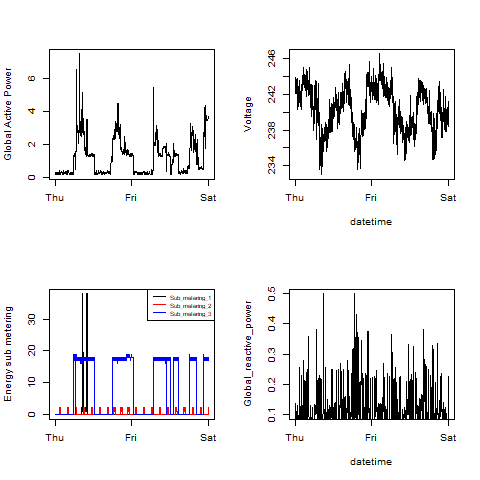 Global Active Power
0 2 4 6
Thu Fri Sat
Voltage
234 238 242 246
Thu Fri Sat
datetime
Energy sub metering
0 10 20 30
Sub_metering_1
Sub_metering_2
Sub_metering_3
Thu Fri Sat
Global_reactive_power
0.1 0.2 0.3 0.4 0.5
Thu Fri Sat
datetime